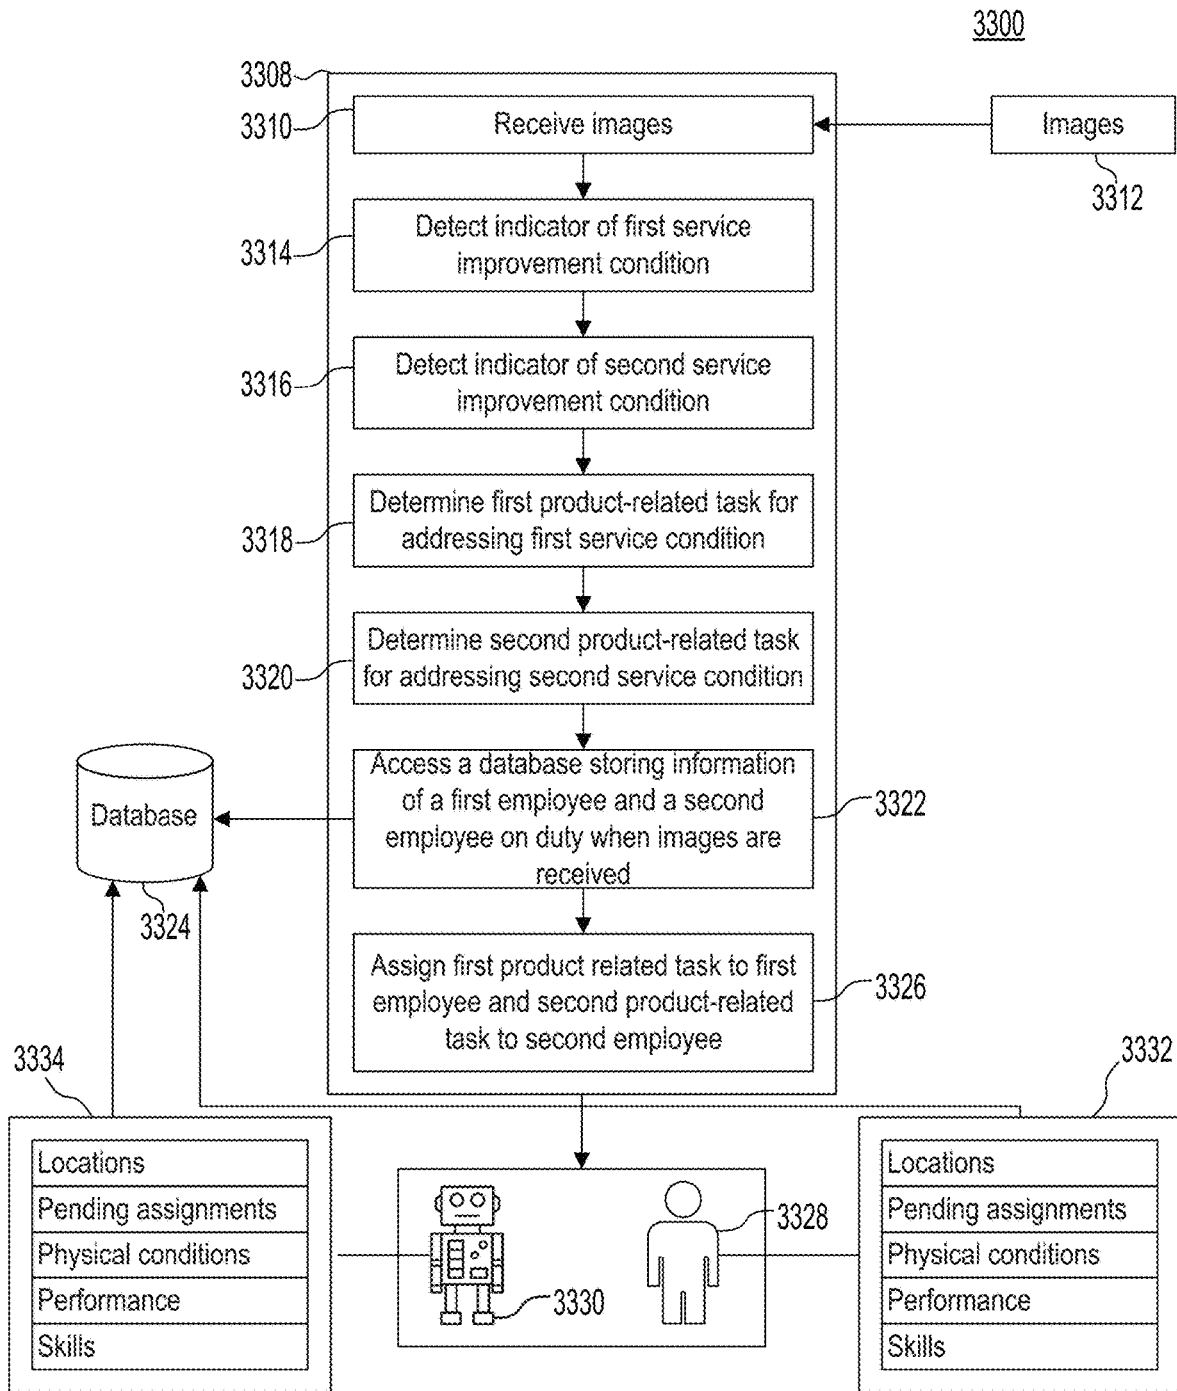 3300
3308
3310
Receive images
Images
3312
3314
Detect indicator of first service
improvement condition
3316
Detect indicator of second service
improvement condition
3318
Determine first product-related task for
addressing first service condition
3320
Determine second product-related task
for addressing second service condition
Database
3324
Access a database storing information
of a first employee and a second
employee on duty when images are
received
3322
Assign first product related task to first
employee and second product-related
task to second employee
3326
3334
Locations
Pending assignments
Physical conditions
Performance
Skills
3330
3328
3332
Locations
Pending assignments
Physical conditions
Performance
Skills